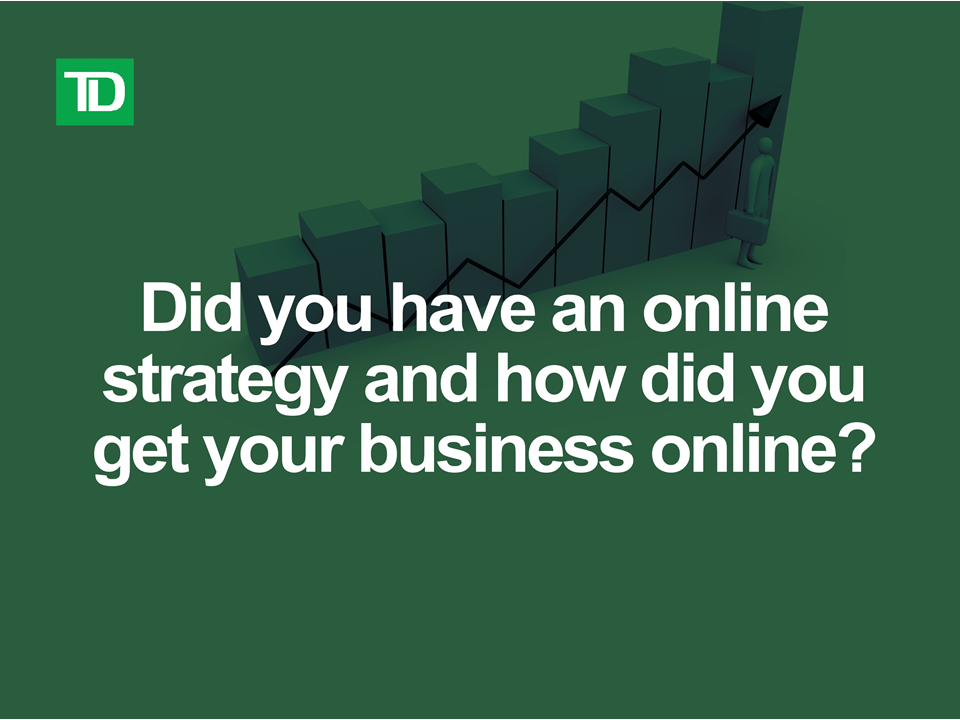 TD
Did you have an online
strategy and how did you
get your business online?